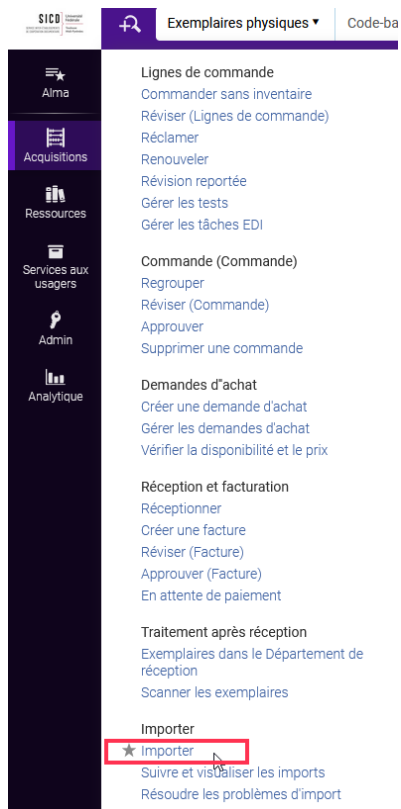 SICD
Exemplaires physiques
Code-ba
Alma
Acquisitions
Ressources
Services aux
usagers
Admin
Analytique
Lignes de commande
Commander sans inventaire
Réviser (Lignes de commande)
Réclamer
Renouveler
Révision reportée
Gérer les tests
Gérer les tâches EDI
Commande (Commande)
Regrouper
Réviser (Commande)
Approuver
Supprimer une commande
Demandes d"achat
Créer une demande d'achat
Gérer les demandes d'achat
Vérifier la disponibilité et le prix
Réception et facturation
Réceptionner
Créer une facture
Réviser (Facture)
Approuver (Facture)
En attente de paiement
Traitement après réception
Exemplaires dans le Département de
réception
Scanner les exemplaires
Importer
Importer
Suivre et visualiser les imports
Résoudre les problèmes d'import